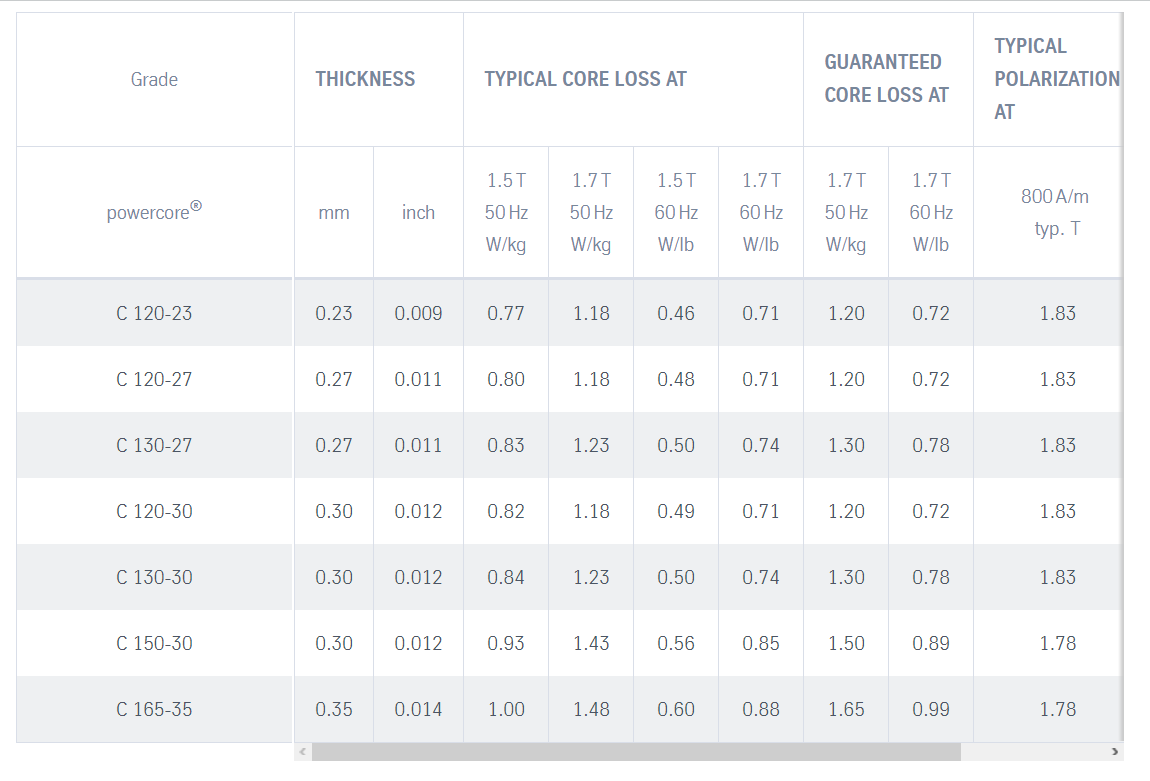 Grade THICKNESS TYPICAL CORE LOSS AT GUARANTEED CORE LOSS AT TYPICAL POLARIZATION AT
powercore® mm inch 1.5 T 50 Hz W/kg 1.7 T 50 Hz W/kg 1.5 T 60 Hz W/lb 1.7 T 60 Hz W/lb 1.7 T 50 Hz W/kg 1.7 T 60 Hz W/lb 800 A/m typ. T
C 120-23 0.23 0.009 0.77 1.18 0.46 0.71 1.20 0.72 1.83
C 120-27 0.27 0.011 0.80 1.18 0.48 0.71 1.20 0.72 1.83
C 130-27 0.27 0.011 0.83 1.23 0.50 0.74 1.30 0.78 1.83
C 120-30 0.30 0.012 0.82 1.18 0.49 0.71 1.20 0.72 1.83
C 130-30 0.30 0.012 0.84 1.23 0.50 0.74 1.30 0.78 1.83
C 150-30 0.30 0.012 0.93 1.43 0.56 0.85 1.50 0.89 1.78
C 165-35 0.35 0.014 1.00 1.48 0.60 0.88 1.65 0.99 1.78